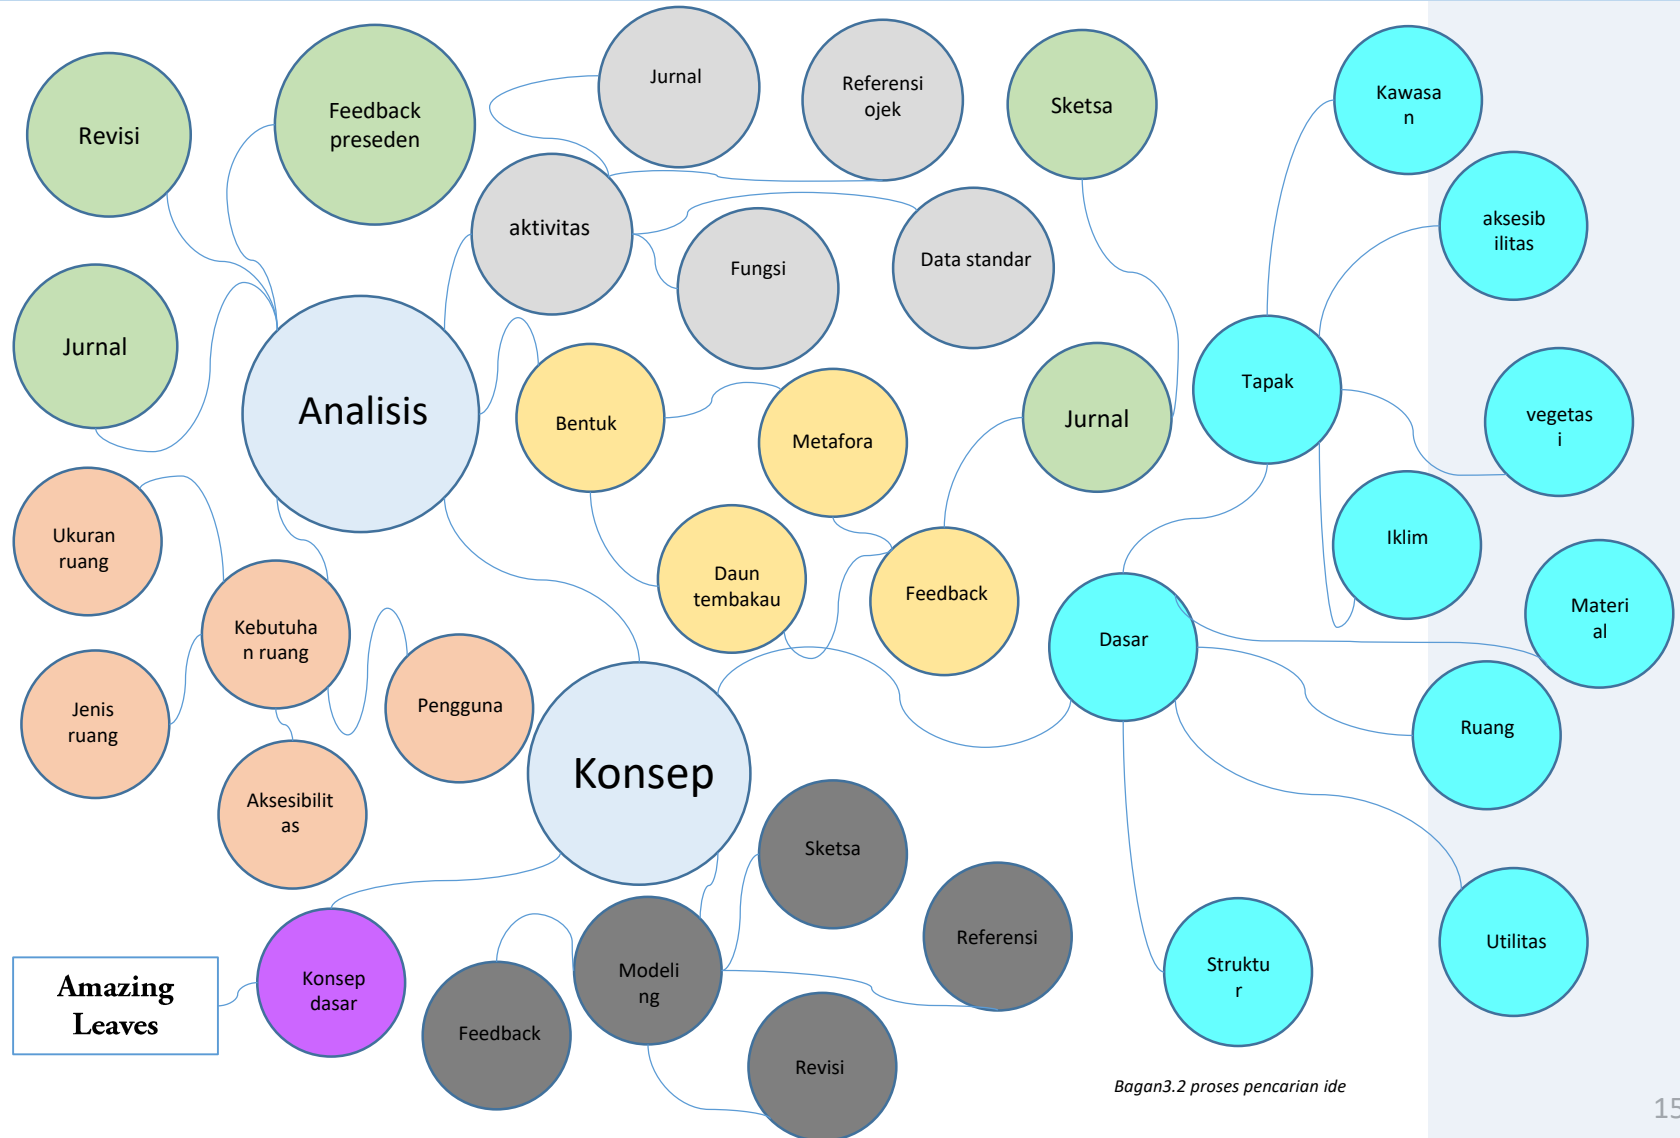 Revisi
Feedback
preseden
Jurnal
Referensi
ojek
Sketsa
Kawasa
n
aktivitas
Fungsi
Data standar
aksesib
ilitas
Jurnal
Analisis
Bentuk
Metafora
Jurnal
Tapak
vegetas
i
Ukuran
ruang
Kebutuha
n ruang
Daun
tembakau
Feedback
Iklim
Dasar
Materi
al
Jenis
ruang
Pengguna
Ruang
Aksesibilit
as
Konsep
Sketsa
Referensi
Utilitas
Amazing
Leaves
Konsep
dasar
Feedback
Modeli
ng
Revisi
Struktu
r
Bagan3.2 proses pencarian ide
15